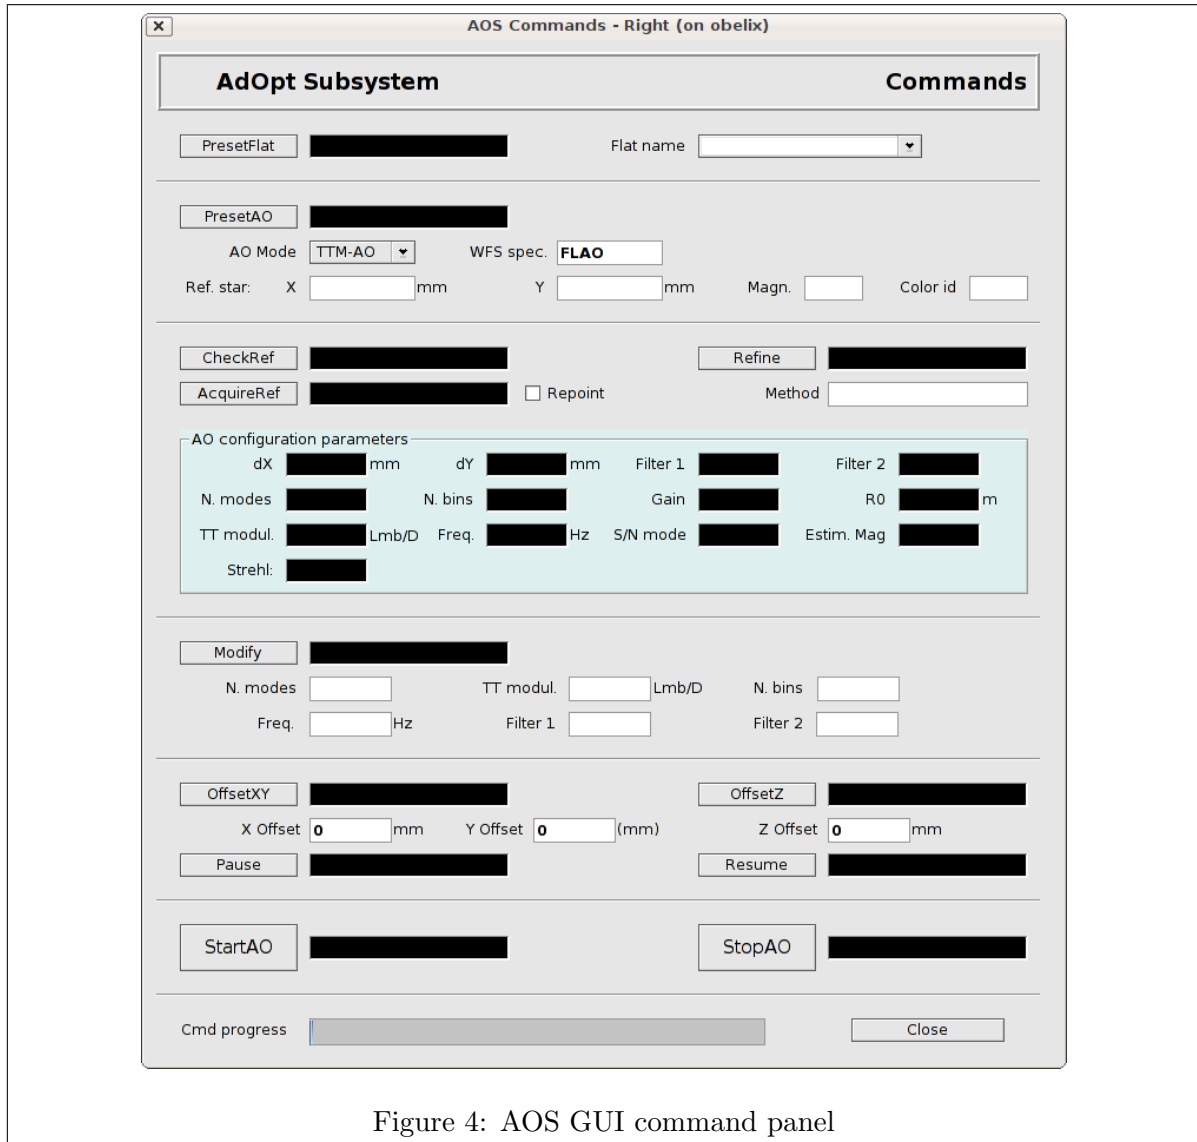 AOS Commands - Right (on obelix)
AdOpt Subsystem Commands
PresetFlat Flat name
PresetAO
AO Mode TTM-AO WFS spec. FLAO
Ref. star: X mm Y mm Magn. Color id
CheckRef Refine
AcquireRef Repoint Method
AO configuration parameters
dX mm dY mm Filter 1 Filter 2
N. modes N. bins Gain R0 m
TT modul. Lmb/D Freq. Hz S/N mode Estim. Mag
Strehl:
Modify
N. modes TT modul. Lmb/D N. bins
Freq. Hz Filter 1 Filter 2
OffsetXY OffsetZ
X Offset 0 mm Y Offset 0 (mm) Z Offset 0 mm
Pause Resume
StartAO StopAO
Cmd progress Close
Figure 4: AOS GUI command panel